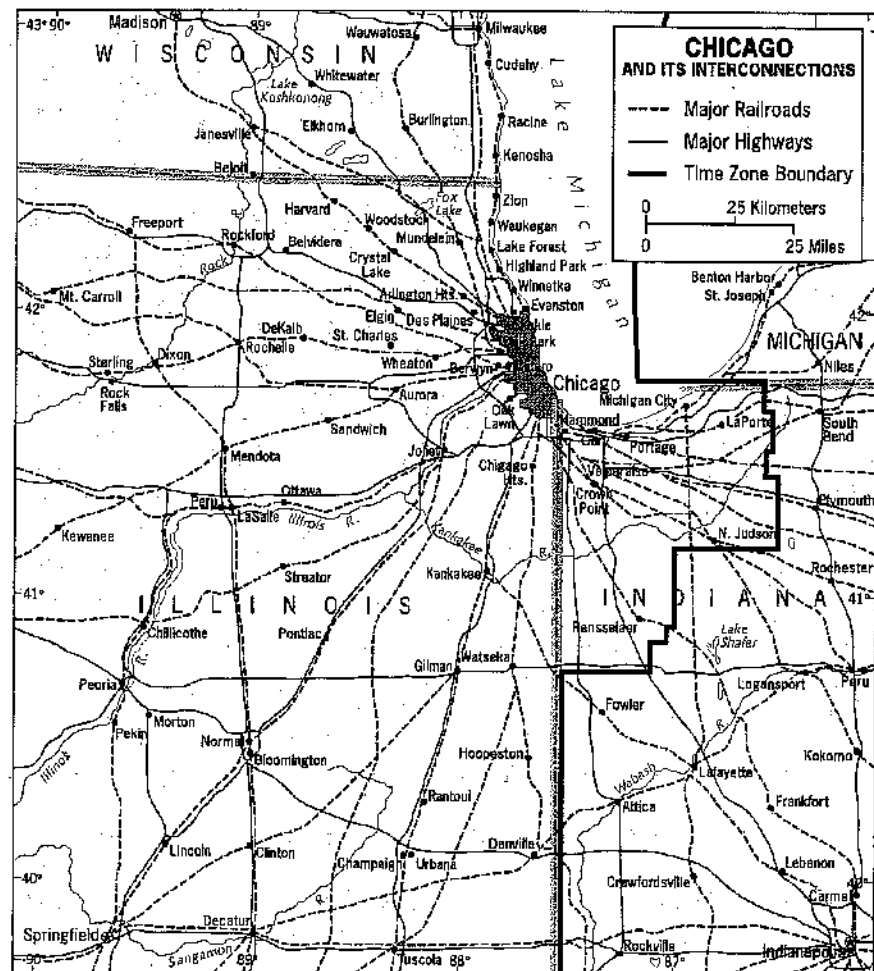 CHICAGO
AND ITS INTERCONNECTIONS
Major Railroads
Major Highways
Time Zone Boundary
0 25 Kilometers
0 25 Miles
43° 90°
Madison
89°
Wauwatosa
Milwaukee
WISCONSIN
Cudahy
Whitewater
Lake
Koshkonong
Lake Michigan
Janesville
Elkhorn
Burlington
Racine
Kenosha
Beloit
Zion
Fox
Lake
Harvard
Woodstock
Waukegan
Freeport
Rockford
Belvidere
Mundelein
Lake Forest
Rock
R.
Crystal
Lake
Highland Park
Benton Harbor
St. Joseph
Winnetka
Mt. Carroll
Arlington Hts.
Evanston
42°
Elgin
Des Plaines
42°
DeKalb
St. Charles
Park
MICHIGAN
Sterling
Dixon
Rochelle
Wheaton
Berwyn
Niles
Rock
Falls
Aurora
Chicago
Michigan City
Oak
Lawn
Hammond
LaPorte
South
Bend
Sandwich
Portage
Mendota
Joliet
Chigago
Hts.
Valparaiso
Crown
Point
Ottawa
Peru
LaSalle
Illinois R.
Plymouth
Kewanee
Kankakee R.
N. Judson
Streator
Kankakee
Rochester
41°
ILLINOIS
INDIANA
41°
Chillicothe
Pontiac
Rensselaer
Lake
Shafer
R.
Gilman
Watseka
Peoria
Logansport
Peru
Morton
Fowler
Pekin
Normal
R.
Illinois
Bloomington
Hoopeston
Kokomo
Wabash
Lafayette
Rantoul
Attica
Frankfort
Lincoln
Clinton
Champaign
Urbana
Danville
Lebanon
40°
Crawfordsville
40°
Carmel
R.
Springfield
Decatur
Sangamon
Rockville
Indianapolis
90°
89°
Tuscola
88°
87°